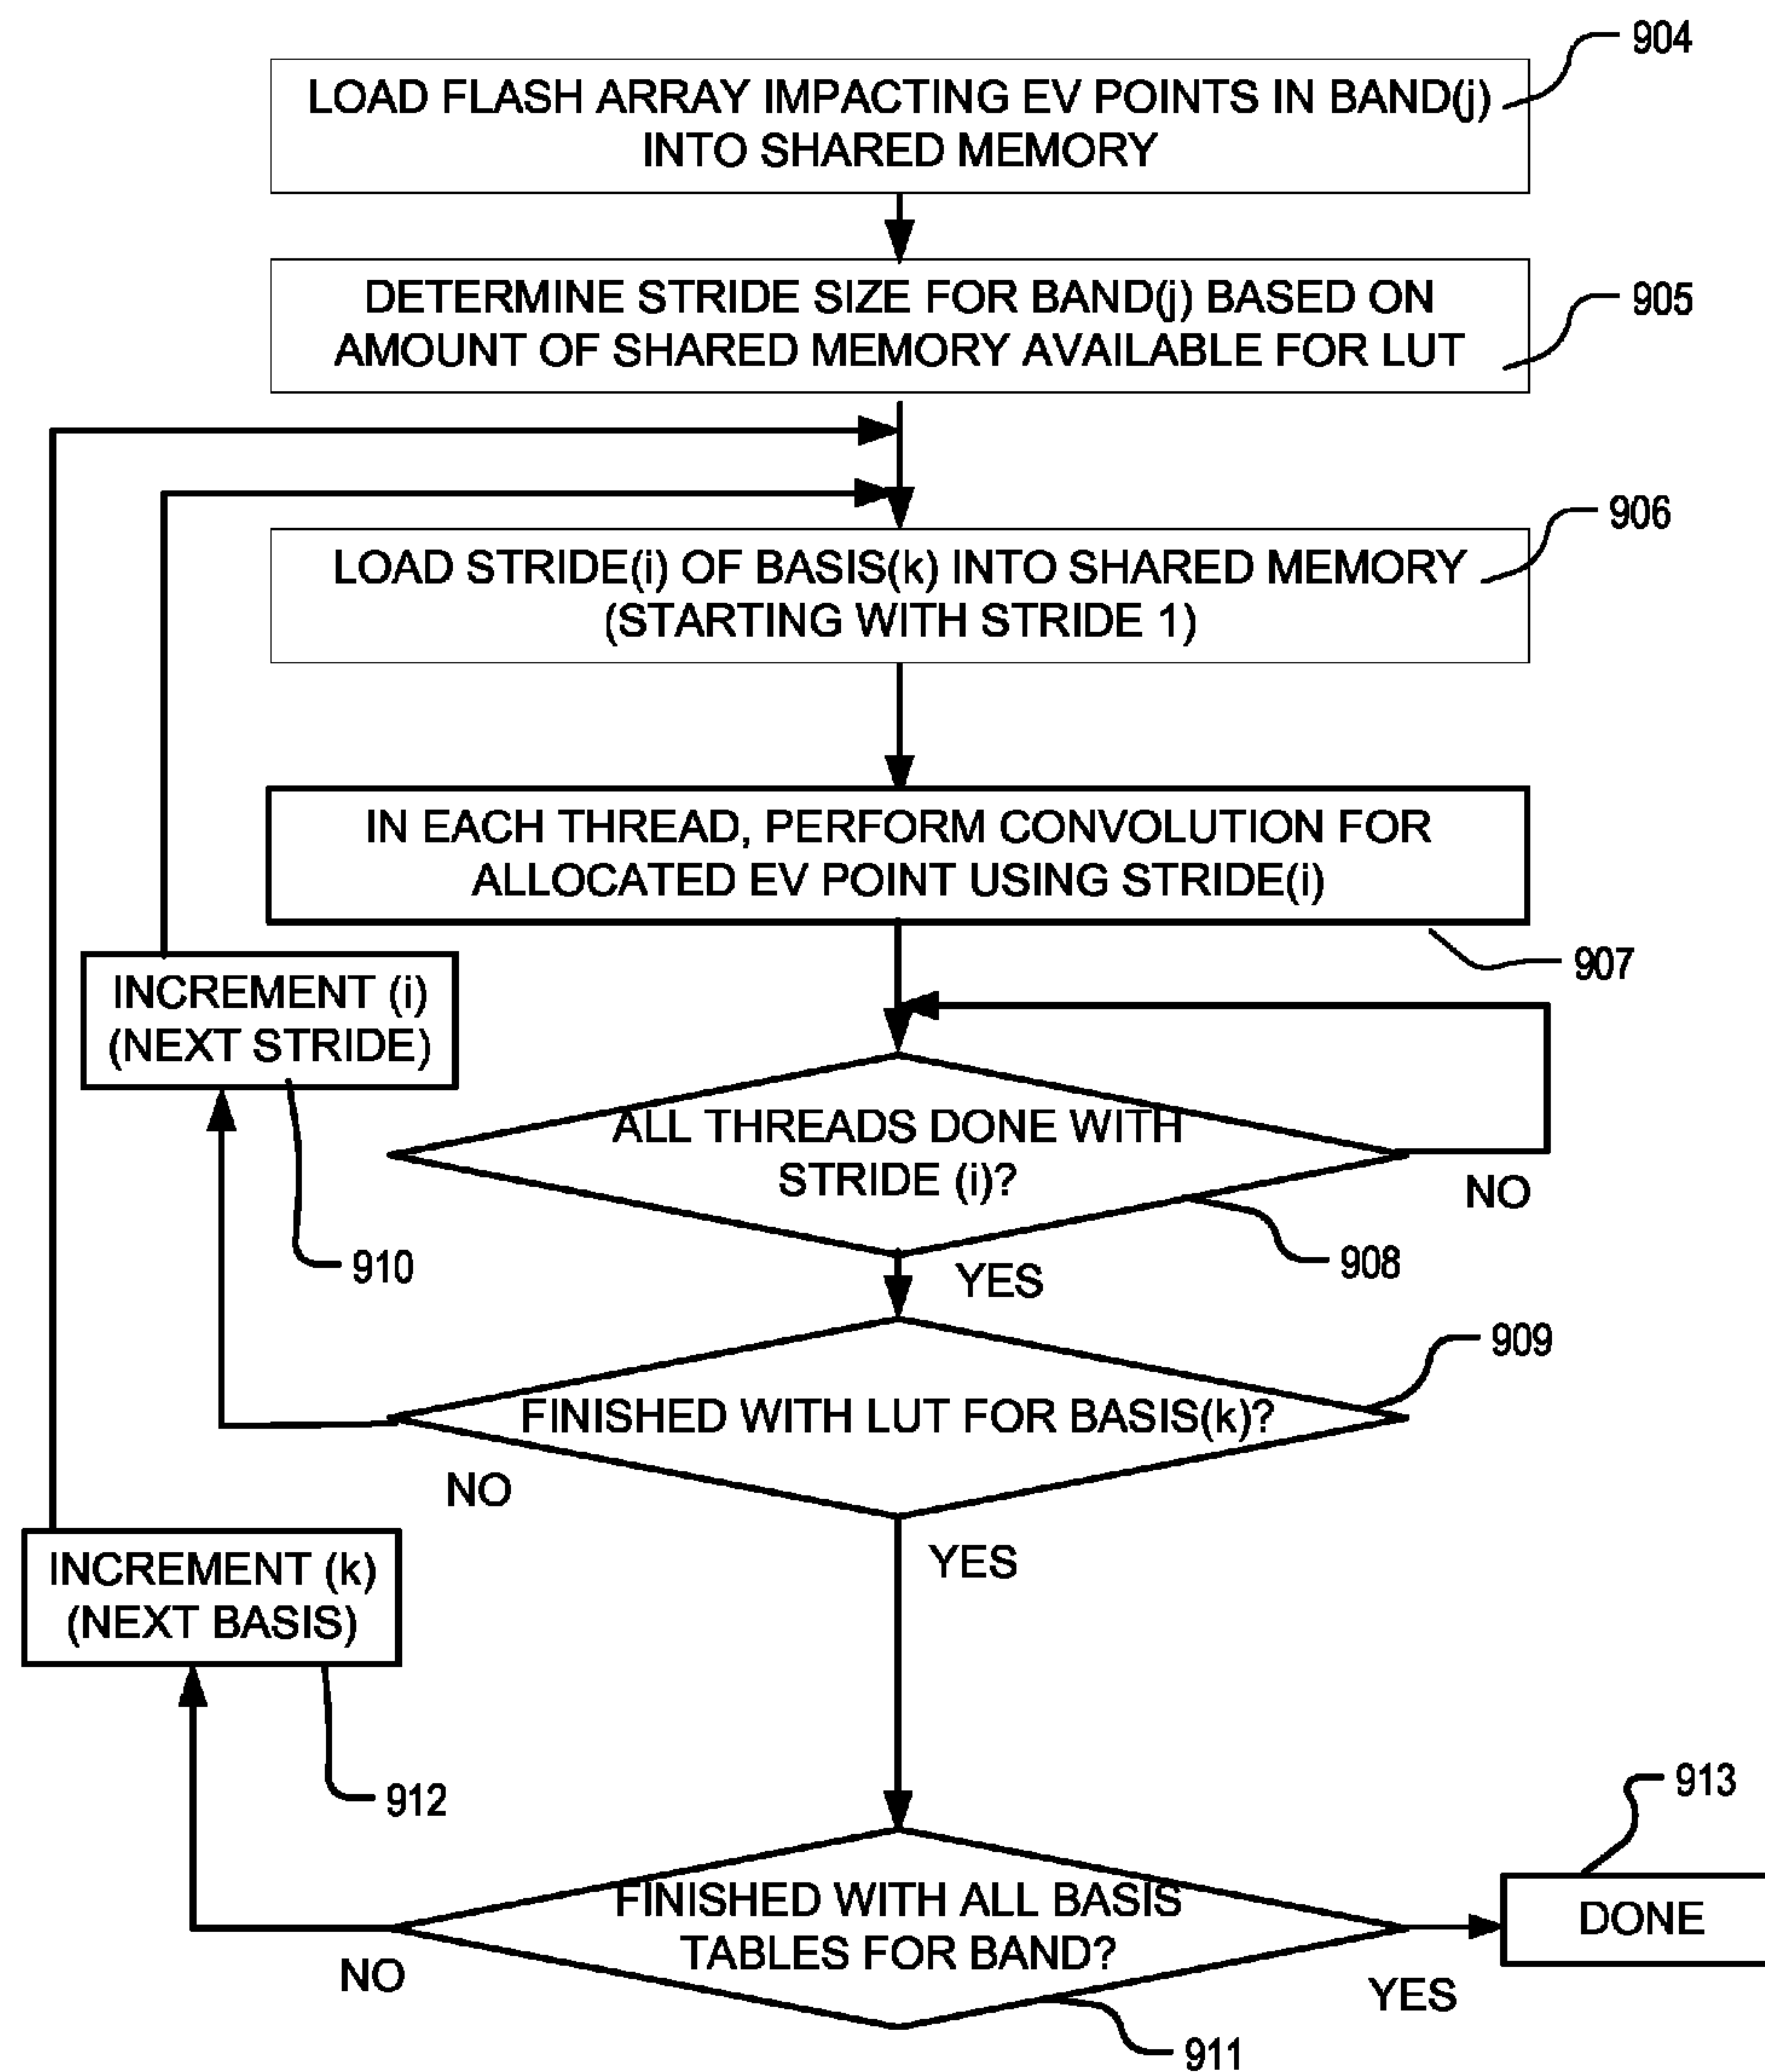 904
LOAD FLASH ARRAY IMPACTING EV POINTS IN BAND(j)
INTO SHARED MEMORY
DETERMINE STRIDE SIZE FOR BAND(j) BASED ON
AMOUNT OF SHARED MEMORY AVAILABLE FOR LUT
905
906
LOAD STRIDE(i) OF BASIS(k) INTO SHARED MEMORY
(STARTING WITH STRIDE 1)
IN EACH THREAD, PERFORM CONVOLUTION FOR
ALLOCATED EV POINT USING STRIDE(i)
907
INCREMENT (i)
(NEXT STRIDE)
910
ALL THREADS DONE WITH
STRIDE (i)?
NO
908
YES
909
FINISHED WITH LUT FOR BASIS(k)?
NO
YES
INCREMENT (k)
(NEXT BASIS)
912
913
FINISHED WITH ALL BASIS
TABLES FOR BAND?
DONE
NO
YES
911